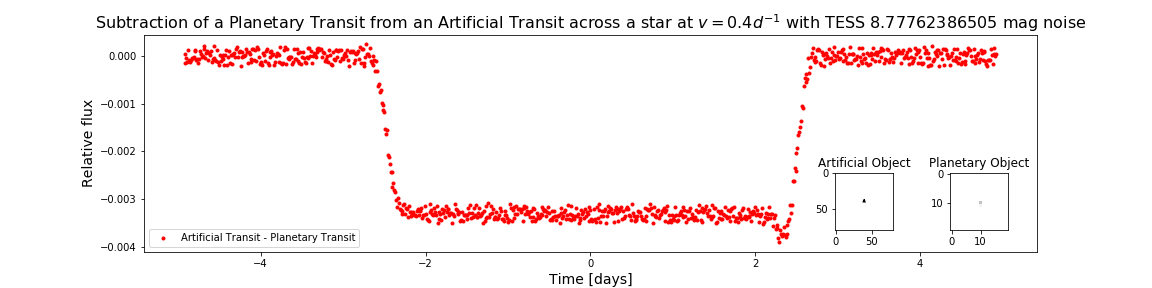 Subtraction of a Planetary Transit from an Artificial Transit across a star at v = 0.4d⁻¹ with TESS 8.77762386505 mag noise
0.000
−0.001
−0.002
−0.003
−0.004
Relative flux
Artificial Transit - Planetary Transit
Artificial Object
0
50
0 50
Planetary Object
0
10
0 10
−4 −2 0 2 4
Time [days]